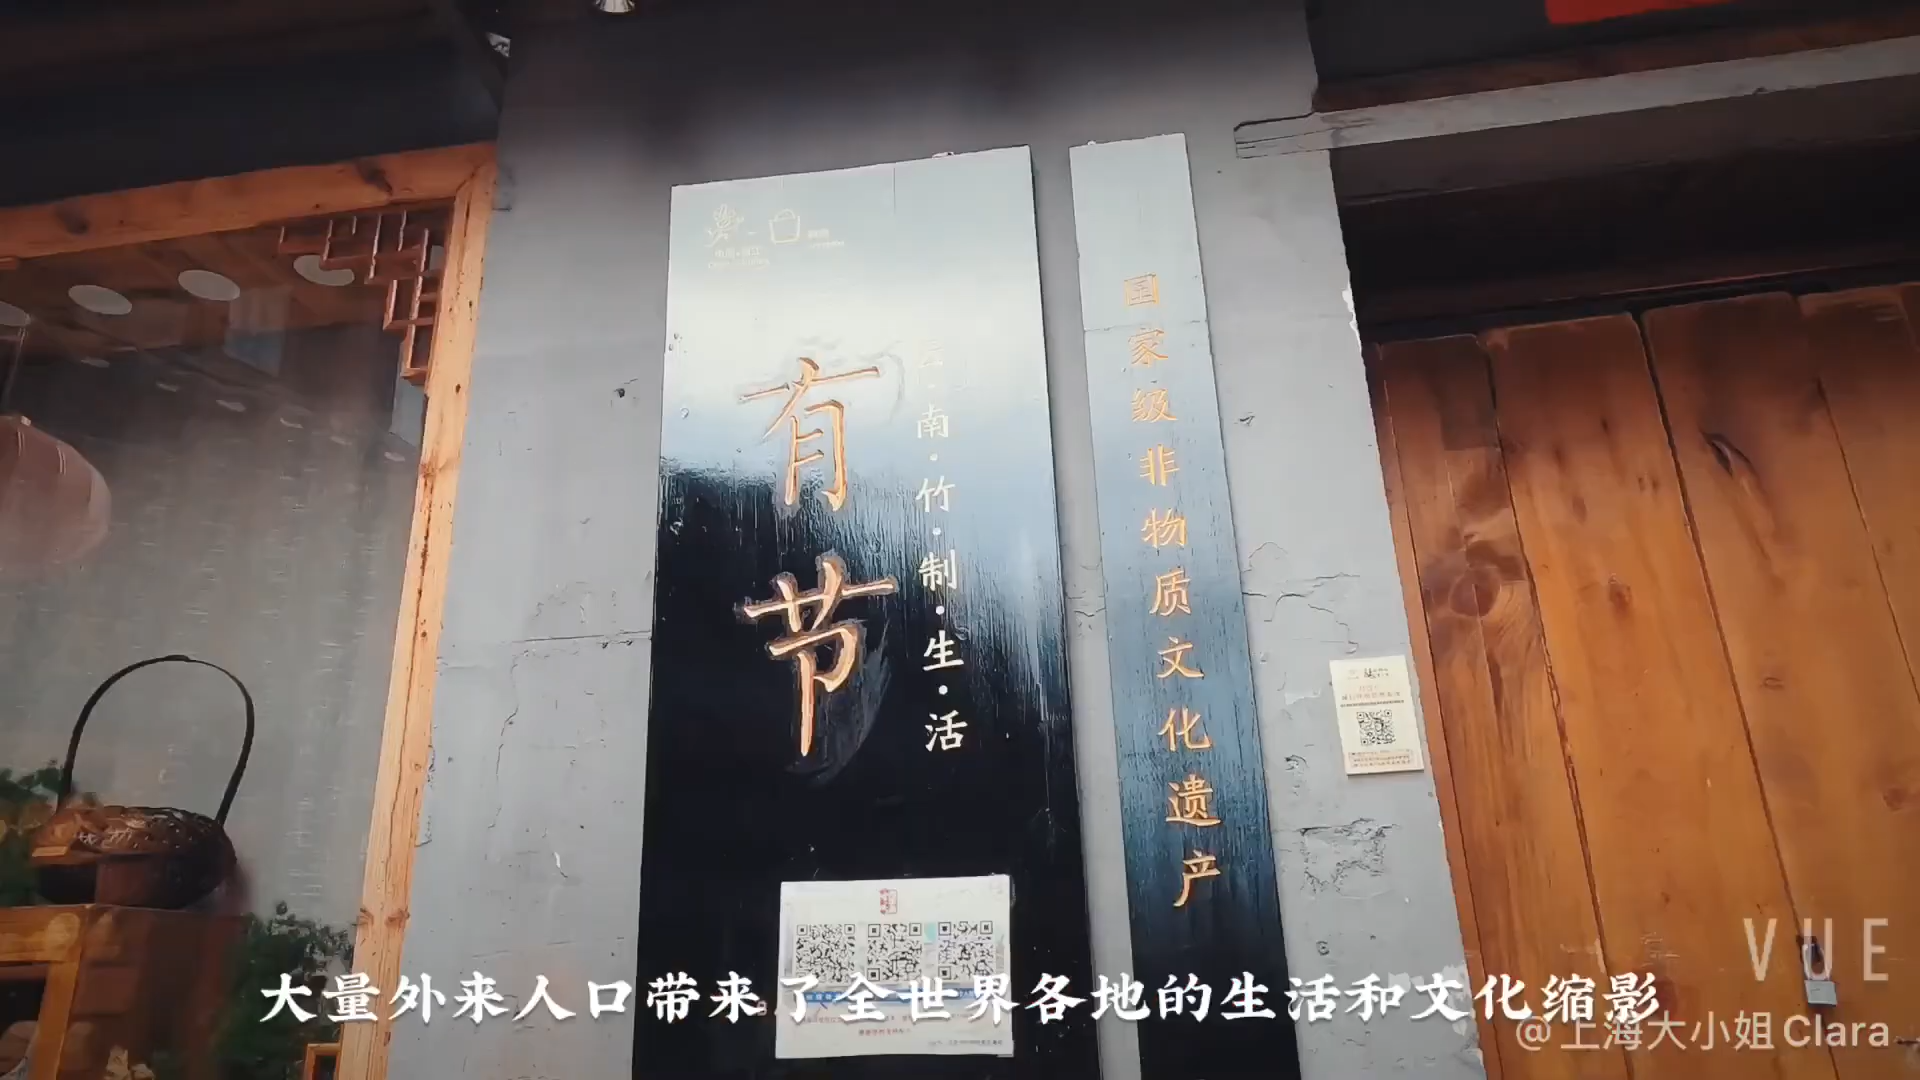 有节
云·南·竹·制·生·活
国家级非物质文化遗产
大量外来人口带来了全世界各地的生活和文化缩影
VUE
@上海大小姐Clara